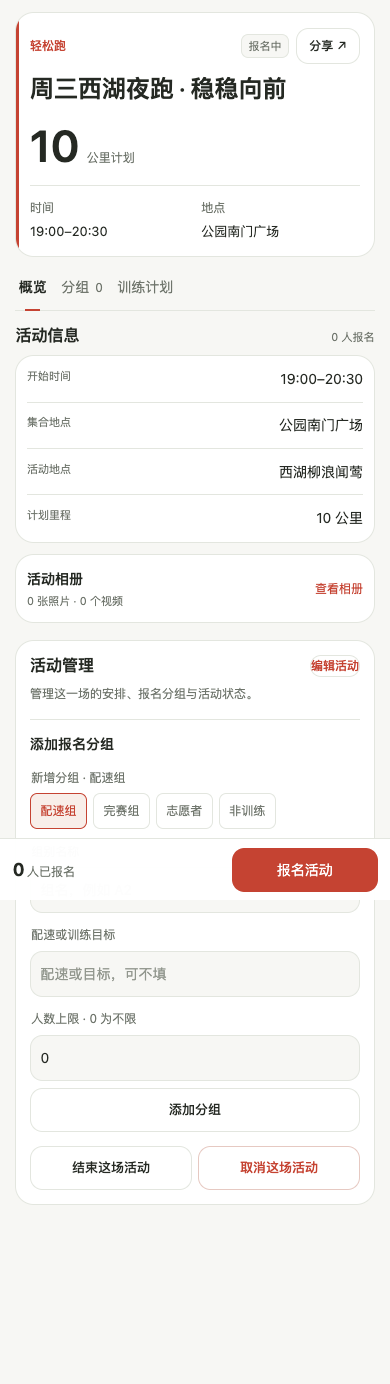 轻松跑
报名中
分享 ↗
周三西湖夜跑 · 稳稳向前
10 公里计划
时间
地点
19:00–20:30
公园南门广场
概览 分组 0 训练计划
活动信息
0 人报名
开始时间
19:00–20:30
集合地点
公园南门广场
活动地点
西湖柳浪闻莺
计划里程
10 公里
活动相册
0 张照片 · 0 个视频
查看相册
活动管理
编辑活动
管理这一场的安排、报名分组与活动状态。
添加报名分组
新增分组 · 配速组
配速组 完赛组 志愿者 非训练
0 人已报名
报名活动
配速或训练目标
配速或目标，可不填
人数上限 · 0 为不限
0
添加分组
结束这场活动
取消这场活动